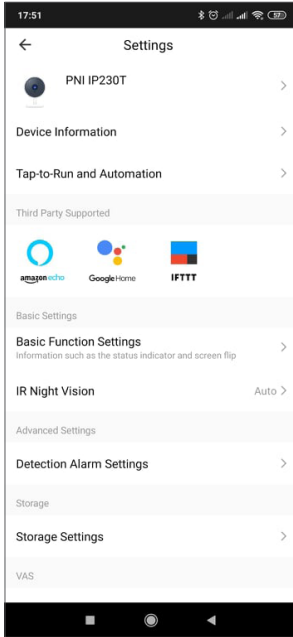 17:51
57
Settings
PNI IP230T
Device Information
Tap-to-Run and Automation
Third Party Supported
amazon echo
Google Home
IFTTT
Basic Settings
Basic Function Settings
Information such as the status indicator and screen flip
IR Night Vision
Auto
Advanced Settings
Detection Alarm Settings
Storage
Storage Settings
VAS